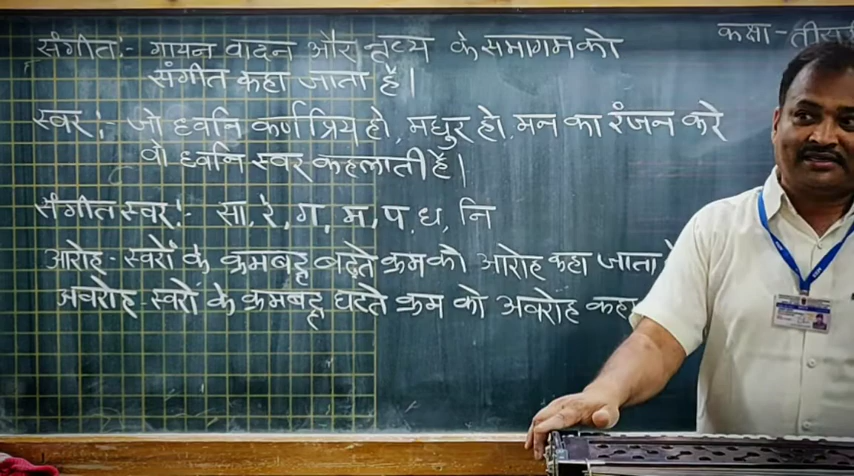 कक्षा - ती
संगीत:- गायन वादन और नृत्य के समागम को
संगीत कहा जाता है।
स्वर:- जो ध्वनि कर्ण प्रिय हो, मधुर हो, मन का रंजन करे
वो ध्वनि स्वर कहलाती हैं।
संगीत स्वर:- सा, रे, ग, म, प, ध, नि
आरोह - स्वरों के क्रमबद्ध बढ़ते क्रम को आरोह कहा जाता
अवरोह - स्वरों के क्रमबद्ध घटते क्रम को अवरोह कहा